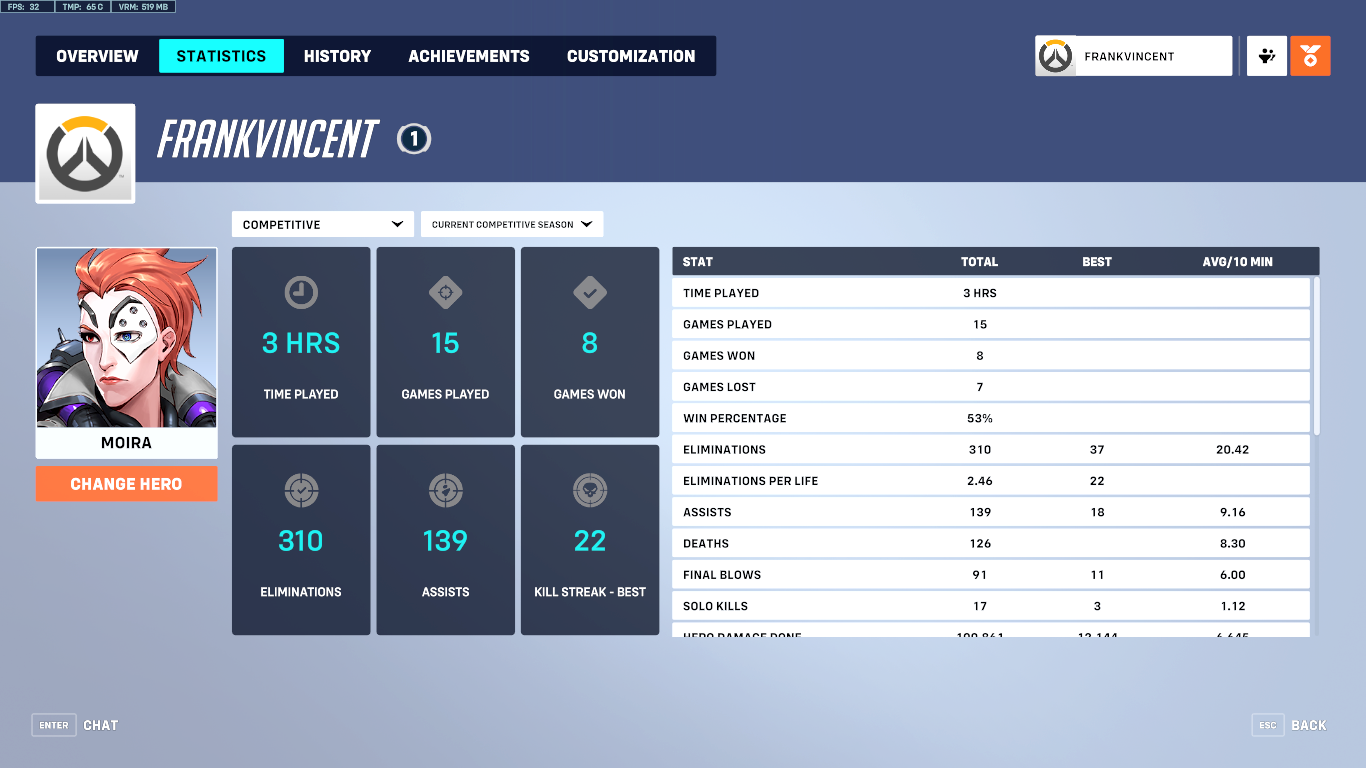 FPS: 32 TMP: 65 C VRM: 519 MB
OVERVIEW STATISTICS HISTORY ACHIEVEMENTS CUSTOMIZATION
FRANKVINCENT
FRANKVINCENT 1
COMPETITIVE CURRENT COMPETITIVE SEASON
MOIRA
CHANGE HERO
3 HRS 15 8
TIME PLAYED GAMES PLAYED GAMES WON
310 139 22
ELIMINATIONS ASSISTS KILL STREAK - BEST
STAT TOTAL BEST AVG/10 MIN
TIME PLAYED 3 HRS
GAMES PLAYED 15
GAMES WON 8
GAMES LOST 7
WIN PERCENTAGE 53%
ELIMINATIONS 310 37 20.42
ELIMINATIONS PER LIFE 2.46 22
ASSISTS 139 18 9.16
DEATHS 126 8.30
FINAL BLOWS 91 11 6.00
SOLO KILLS 17 3 1.12
HERO DAMAGE DONE
ENTER CHAT
ESC BACK